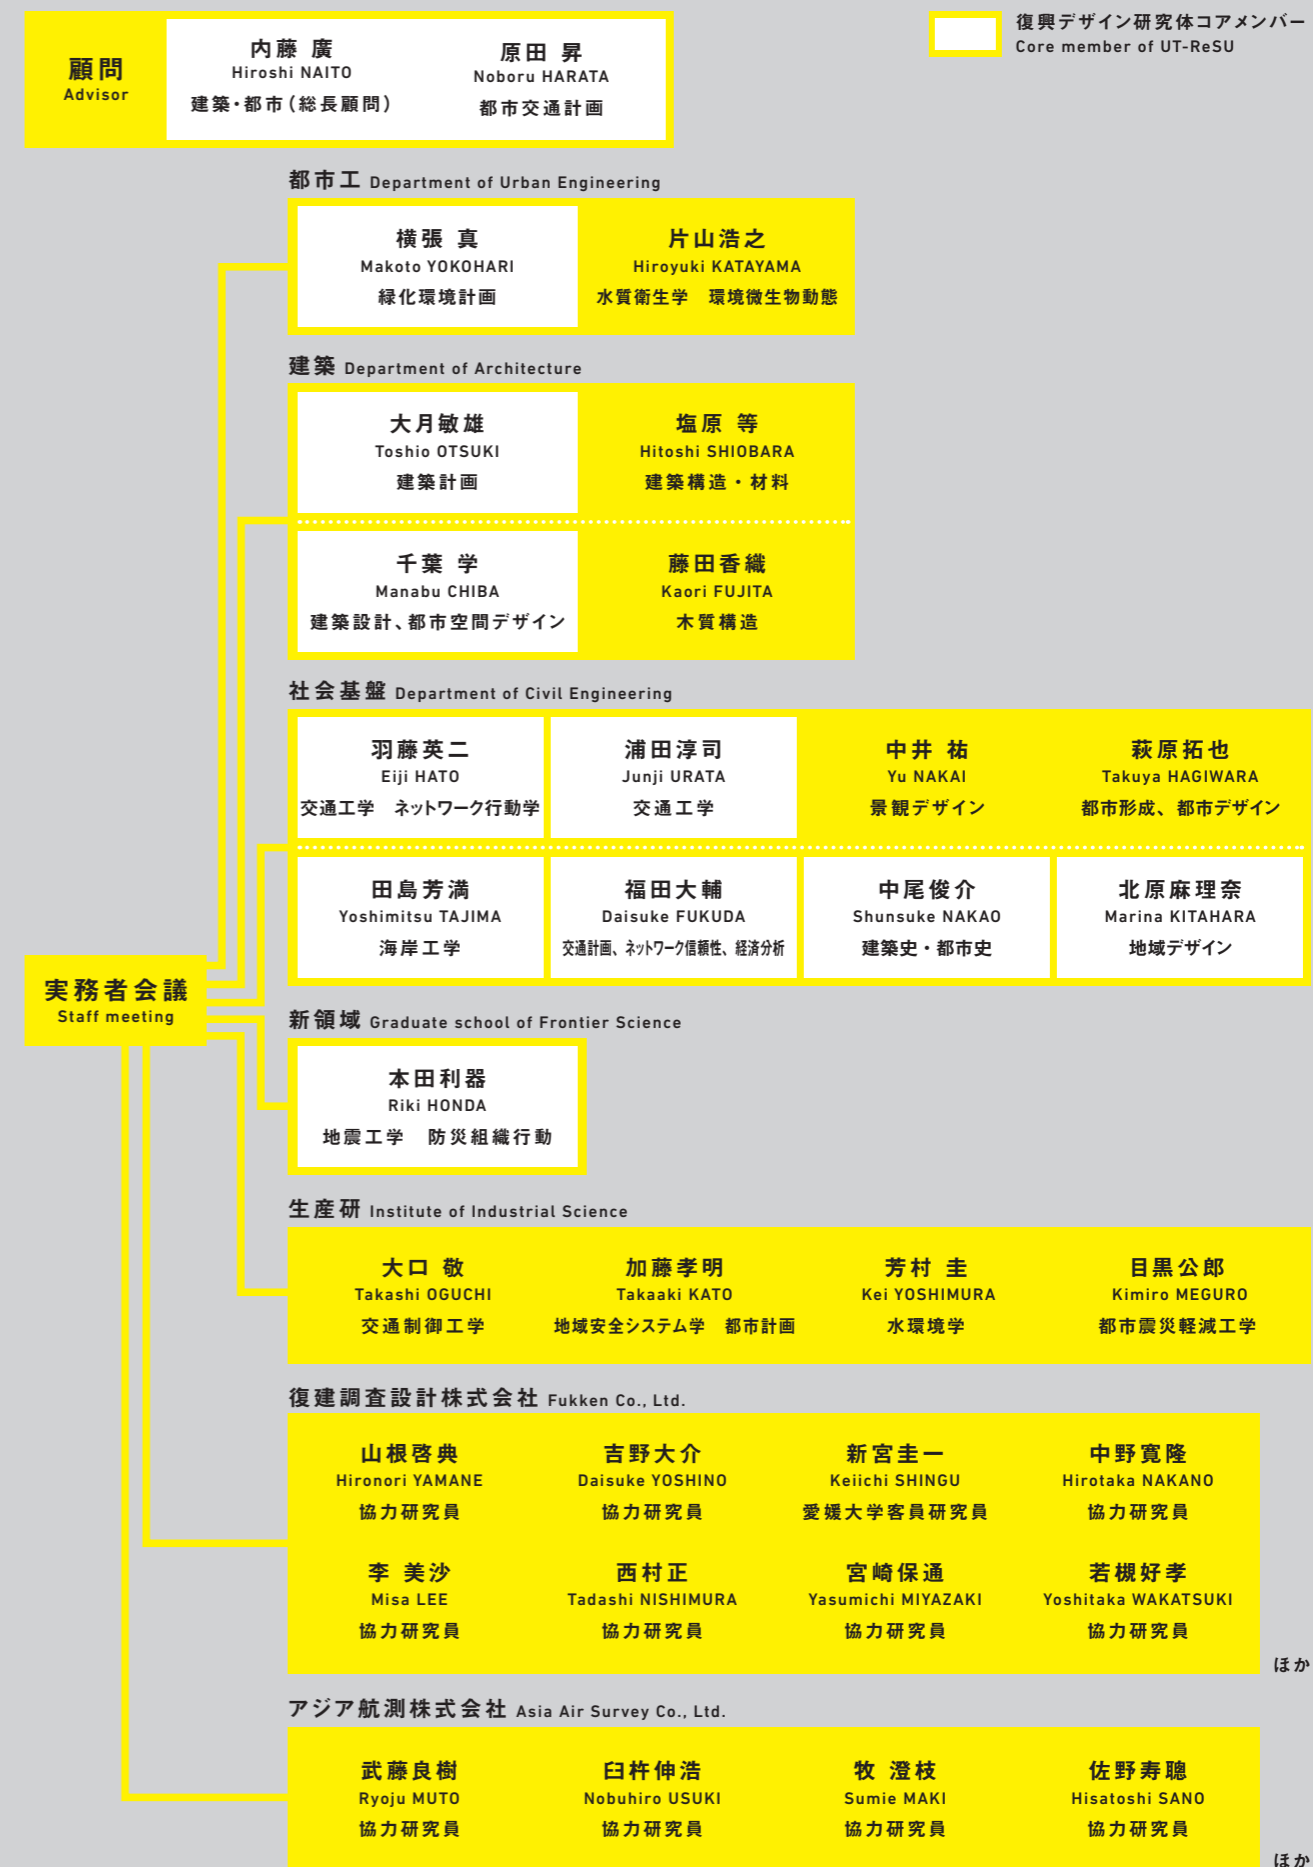 復興デザイン研究体コアメンバー
Core member of UT-ReSU
顧問
Advisor
内藤 廣
Hiroshi NAITO
建築・都市（総長顧問）
原田 昇
Noboru HARATA
都市交通計画
都市工 Department of Urban Engineering
横張 真
Makoto YOKOHARI
緑化環境計画
片山浩之
Hiroyuki KATAYAMA
水質衛生学　環境微生物動態
建築 Department of Architecture
大月敏雄
Toshio OTSUKI
建築計画
塩原 等
Hitoshi SHIOBARA
建築構造・材料
千葉 学
Manabu CHIBA
建築設計、都市空間デザイン
藤田香織
Kaori FUJITA
木質構造
社会基盤 Department of Civil Engineering
羽藤英二
Eiji HATO
交通工学　ネットワーク行動学
浦田淳司
Junji URATA
交通工学
中井 祐
Yu NAKAI
景観デザイン
萩原拓也
Takuya HAGIWARA
都市形成、都市デザイン
田島芳満
Yoshimitsu TAJIMA
海岸工学
福田大輔
Daisuke FUKUDA
交通計画、ネットワーク信頼性、経済分析
中尾俊介
Shunsuke NAKAO
建築史・都市史
北原麻理奈
Marina KITAHARA
地域デザイン
実務者会議
Staff meeting
新領域 Graduate school of Frontier Science
本田利器
Riki HONDA
地震工学　防災組織行動
生産研 Institute of Industrial Science
大口 敬
Takashi OGUCHI
交通制御工学
加藤孝明
Takaaki KATO
地域安全システム学　都市計画
芳村 圭
Kei YOSHIMURA
水環境学
目黒公郎
Kimiro MEGURO
都市震災軽減工学
復建調査設計株式会社 Fukken Co., Ltd.
山根啓典
Hironori YAMANE
協力研究員
吉野大介
Daisuke YOSHINO
協力研究員
新宮圭一
Keiichi SHINGU
愛媛大学客員研究員
中野寛隆
Hirotaka NAKANO
協力研究員
李 美沙
Misa LEE
協力研究員
西村正
Tadashi NISHIMURA
協力研究員
宮崎保通
Yasumichi MIYAZAKI
協力研究員
若槻好孝
Yoshitaka WAKATSUKI
協力研究員
ほか
アジア航測株式会社 Asia Air Survey Co., Ltd.
武藤良樹
Ryoju MUTO
協力研究員
臼杵伸浩
Nobuhiro USUKI
協力研究員
牧 澄枝
Sumie MAKI
協力研究員
佐野寿聰
Hisatoshi SANO
協力研究員
ほか